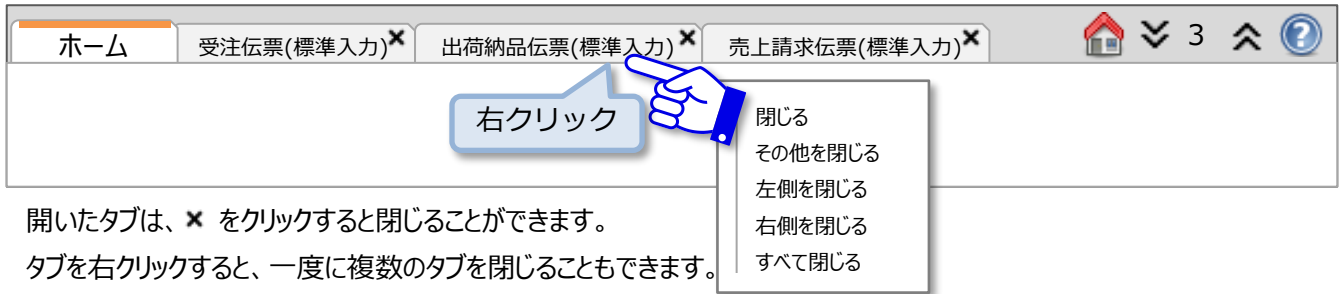 ホーム
受注伝票(標準入力)×
出荷納品伝票(標準入力)×
売上請求伝票(標準入力)×
3
?
右クリック
閉じる
その他を閉じる
左側を閉じる
右側を閉じる
すべて閉じる
開いたタブは、× をクリックすると閉じることができます。
タブを右クリックすると、一度に複数のタブを閉じることもできます。